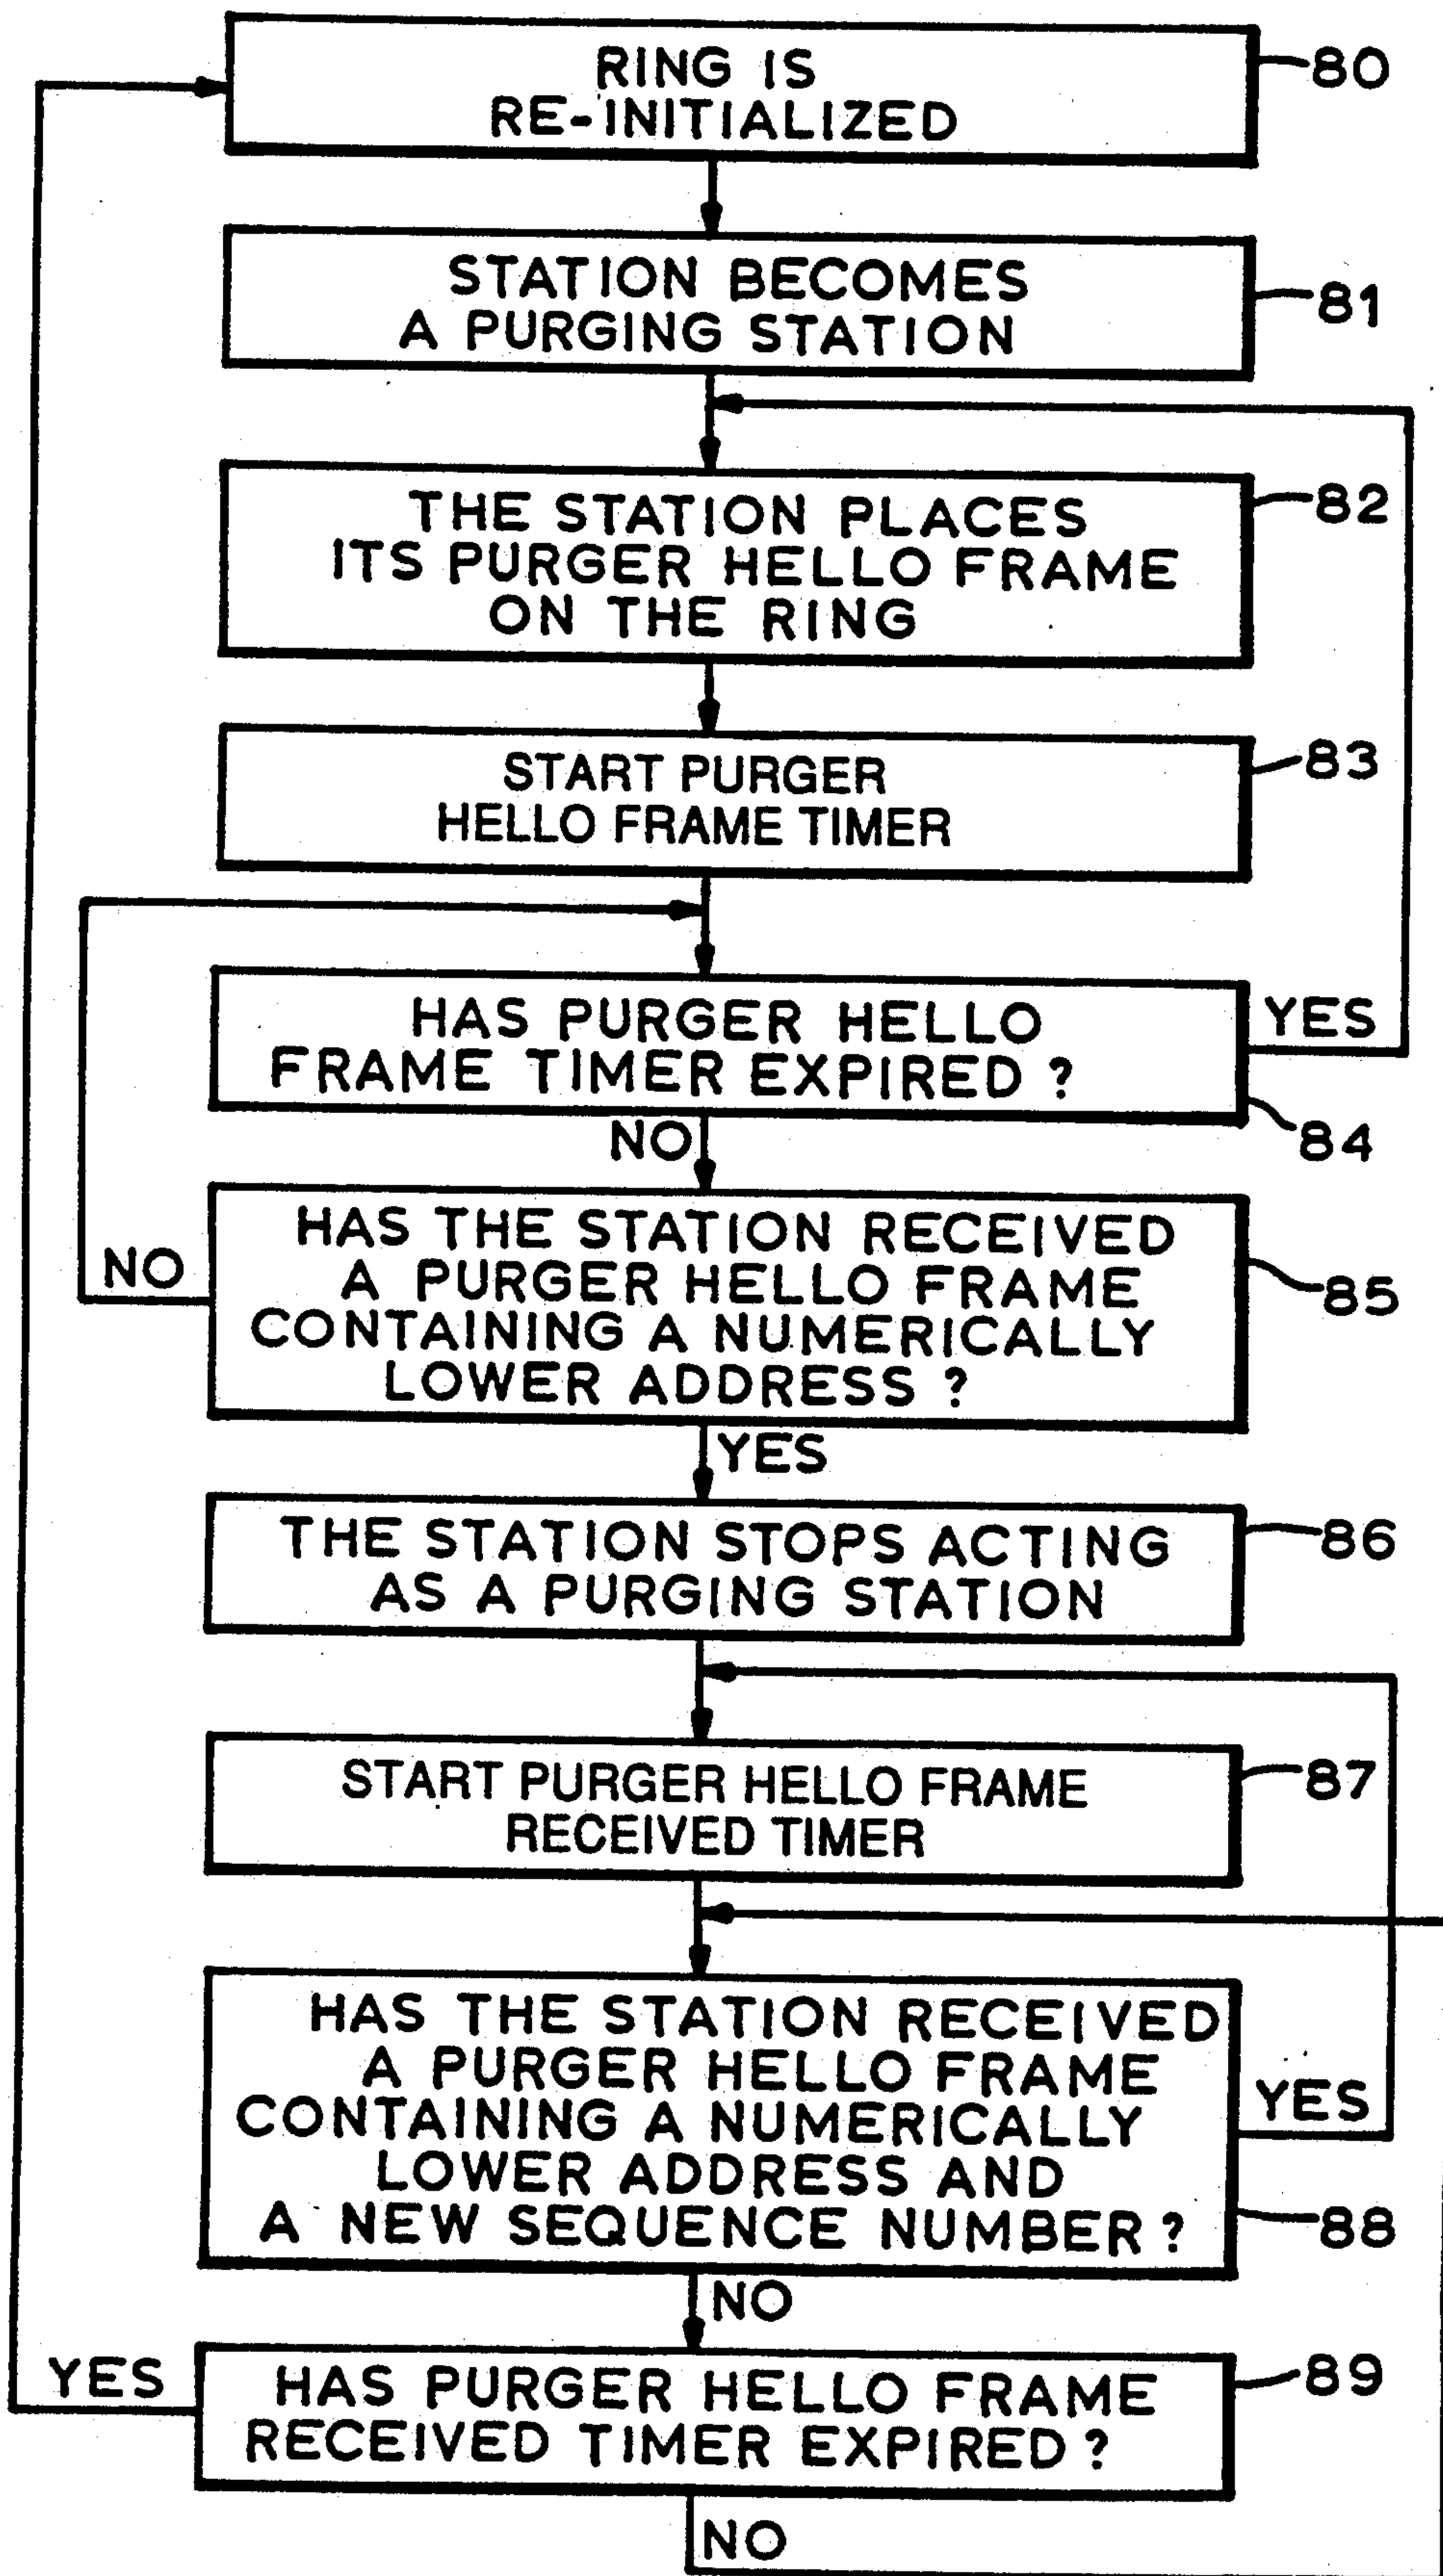 RING IS
RE-INITIALIZED
80
STATION BECOMES
A PURGING STATION
81
THE STATION PLACES
ITS PURGER HELLO FRAME
ON THE RING
82
START PURGER
HELLO FRAME TIMER
83
HAS PURGER HELLO
FRAME TIMER EXPIRED ?
YES
84
NO
HAS THE STATION RECEIVED
A PURGER HELLO FRAME
CONTAINING A NUMERICALLY
LOWER ADDRESS ?
NO
85
YES
THE STATION STOPS ACTING
AS A PURGING STATION
86
START PURGER HELLO FRAME
RECEIVED TIMER
87
HAS THE STATION RECEIVED
A PURGER HELLO FRAME
CONTAINING A NUMERICALLY
LOWER ADDRESS AND
A NEW SEQUENCE NUMBER ?
YES
88
NO
HAS PURGER HELLO FRAME
RECEIVED TIMER EXPIRED ?
YES
89
NO